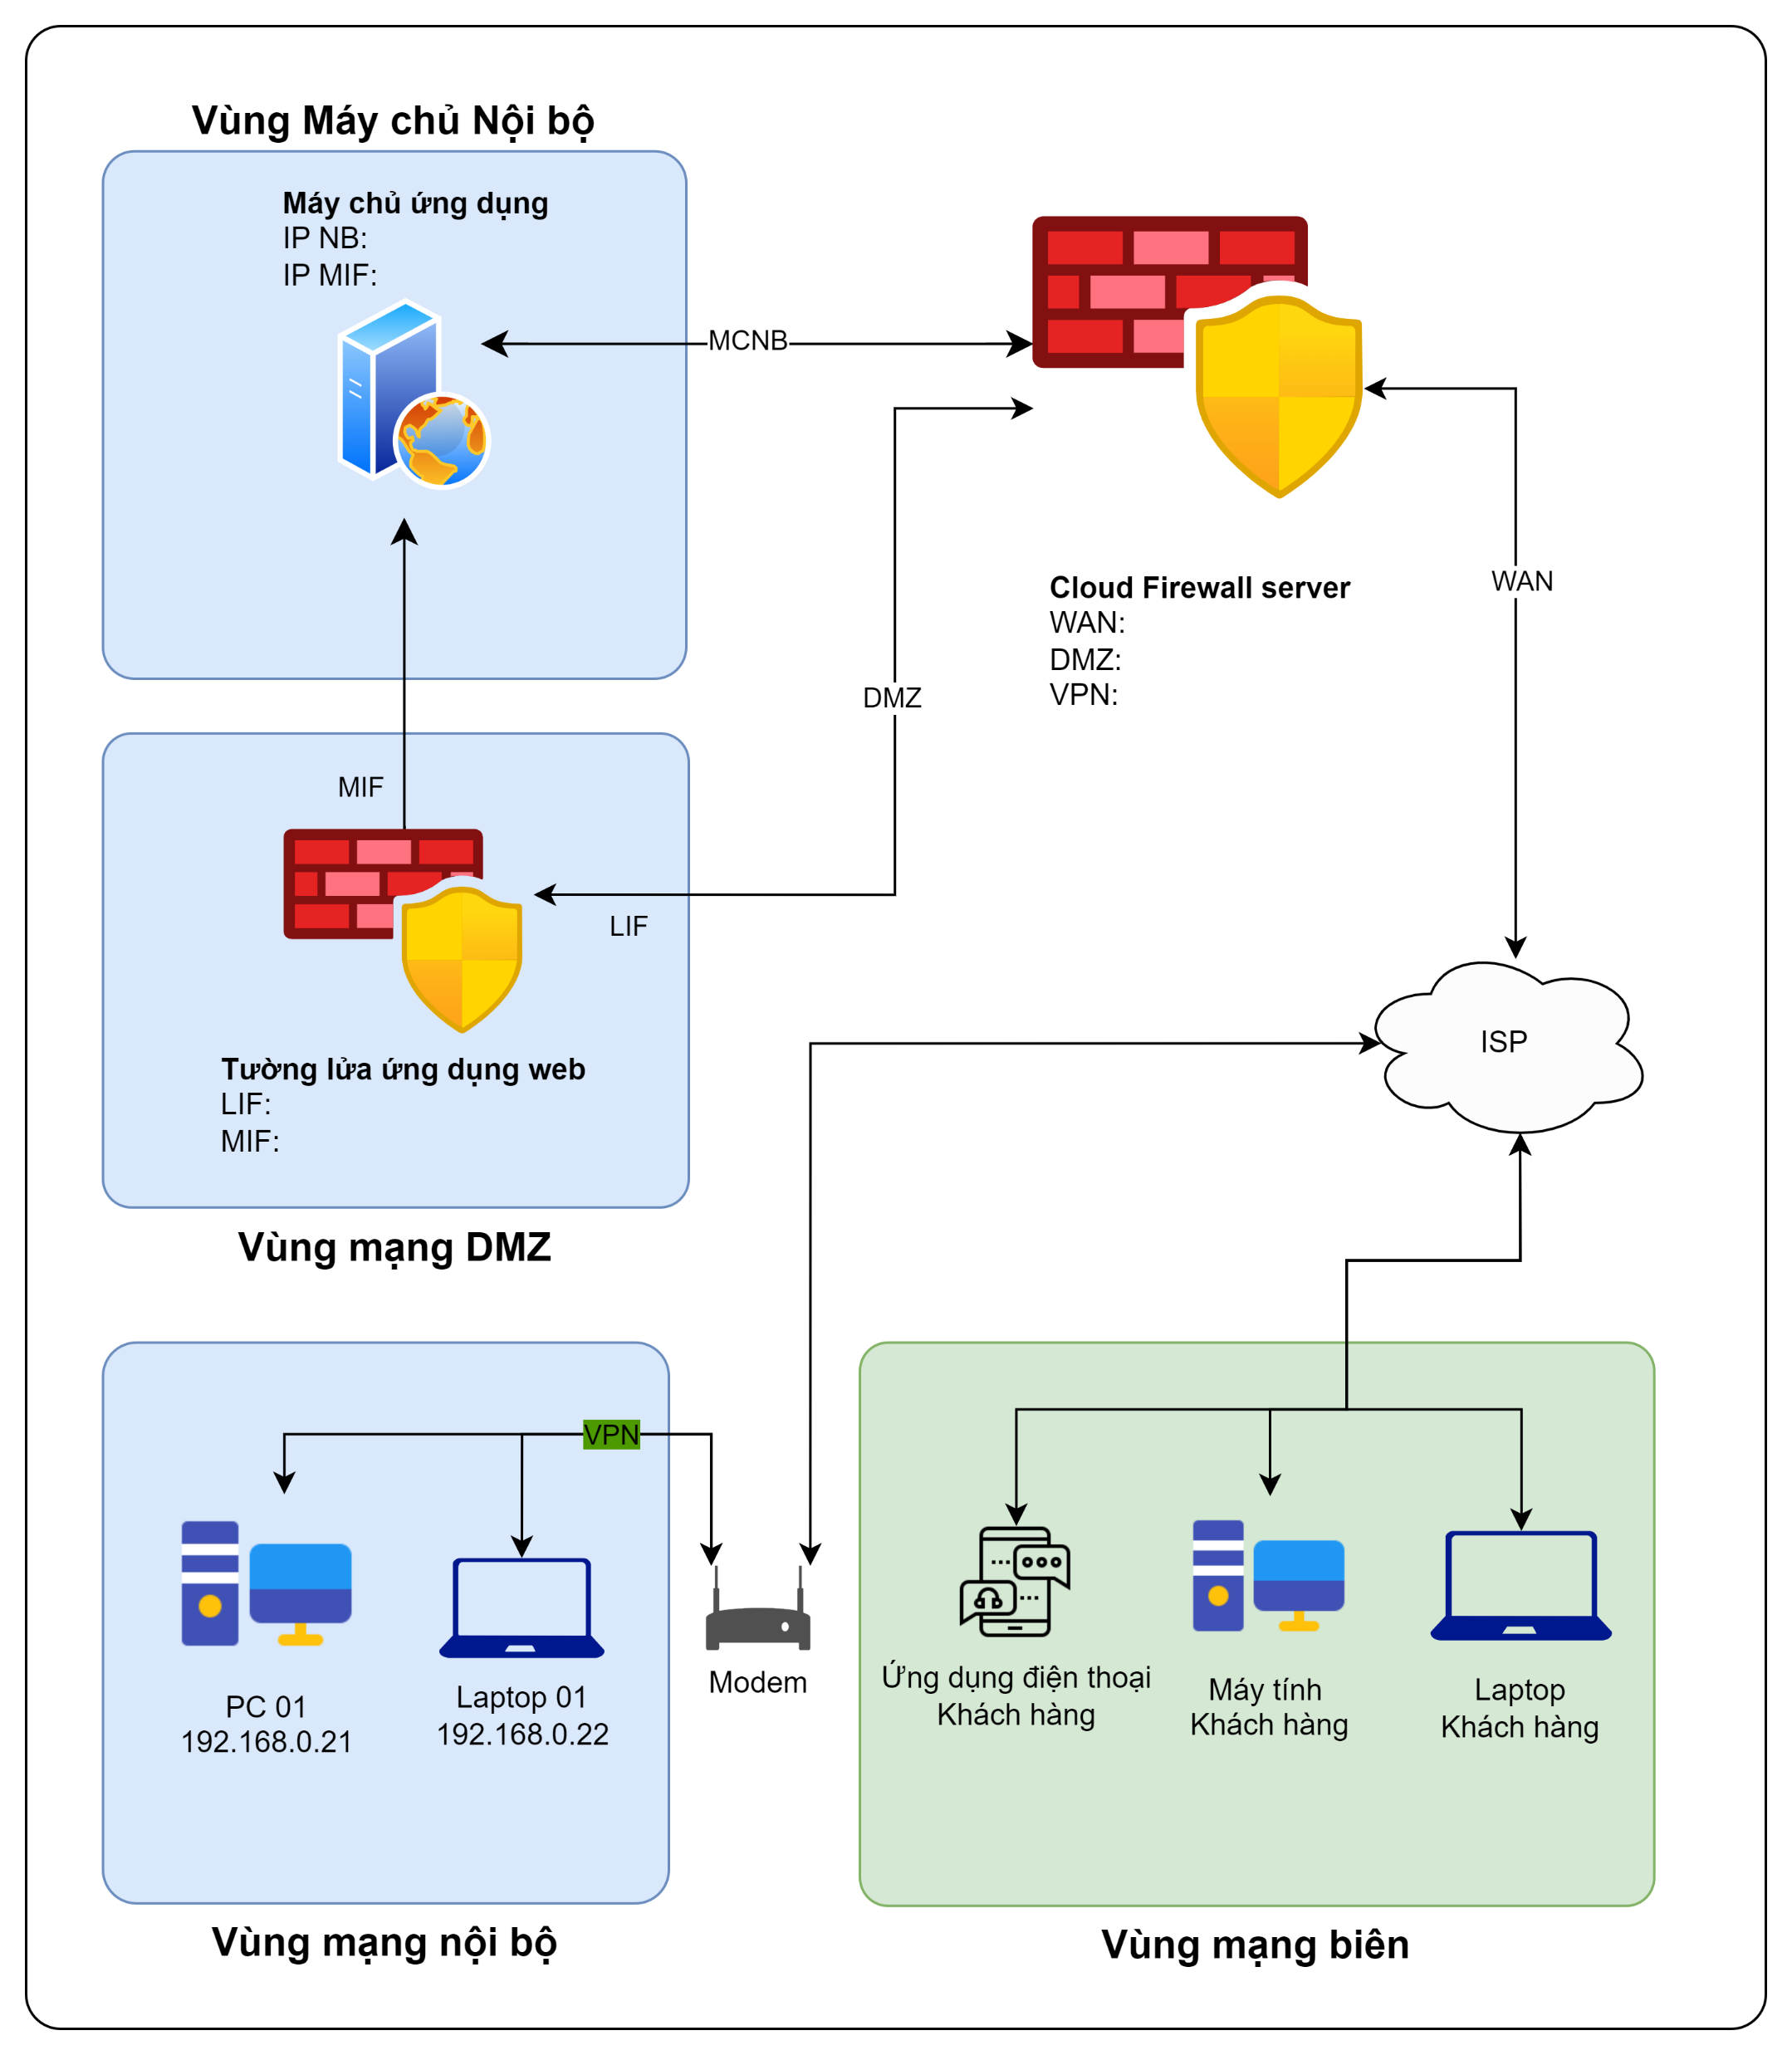 Vùng Máy chủ Nội bộ
Máy chủ ứng dụng
IP NB:
IP MIF:
MCNB
Cloud Firewall server
WAN:
DMZ:
VPN:
WAN
DMZ
MIF
LIF
Tường lửa ứng dụng web
LIF:
MIF:
Vùng mạng DMZ
ISP
VPN
PC 01
192.168.0.21
Laptop 01
192.168.0.22
Modem
Ứng dụng điện thoại
Khách hàng
Máy tính
Khách hàng
Laptop
Khách hàng
Vùng mạng nội bộ
Vùng mạng biên